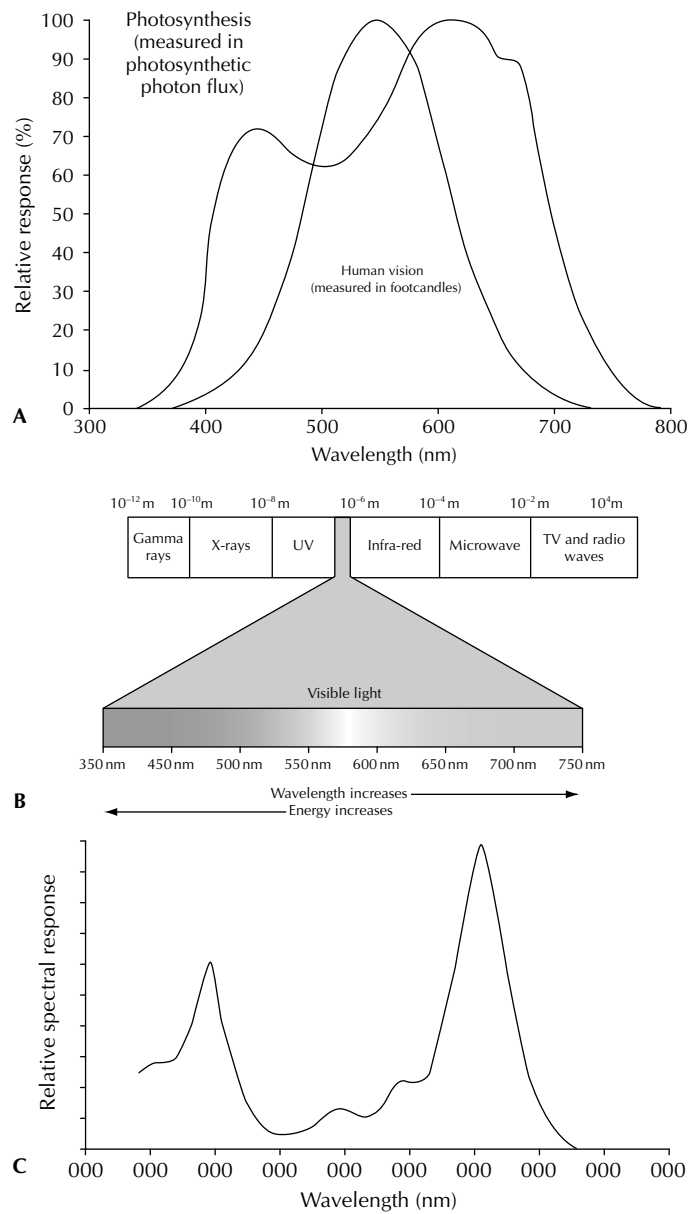 Photosynthesis
(measured in
photosynthetic
photon flux)
100
90
80
70
60
50
40
30
20
10
0
Relative response (%)
Human vision
(measured in footcandles)
300 400 500 600 700 800
Wavelength (nm)
A
10⁻¹² m 10⁻¹⁰ m 10⁻⁸ m 10⁻⁶ m 10⁻⁴ m 10⁻² m 10⁴ m
Gamma
rays
X-rays
UV
Infra-red
Microwave
TV and radio
waves
Visible light
350 nm 450 nm 500 nm 550 nm 600 nm 650 nm 700 nm 750 nm
Wavelength increases
Energy increases
B
Relative spectral response
000 000 000 000 000 000 000 000 000 000
Wavelength (nm)
C